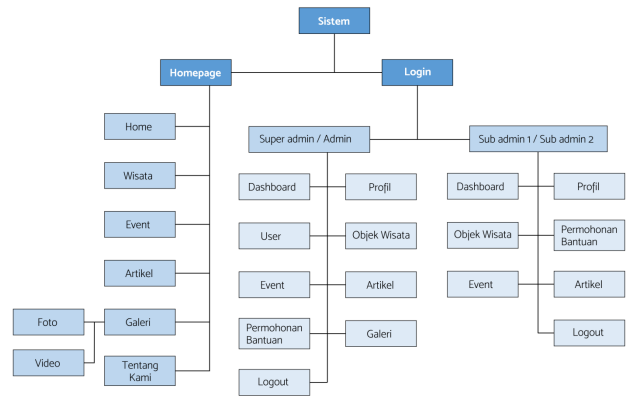 Sistem
Homepage
Login
Home
Wisata
Event
Artikel
Galeri
Foto
Video
Tentang
Kami
Super admin / Admin
Dashboard
Profil
User
Objek Wisata
Event
Artikel
Permohonan
Bantuan
Galeri
Logout
Sub admin 1 / Sub admin 2
Dashboard
Profil
Objek Wisata
Permohonan
Bantuan
Event
Artikel
Logout